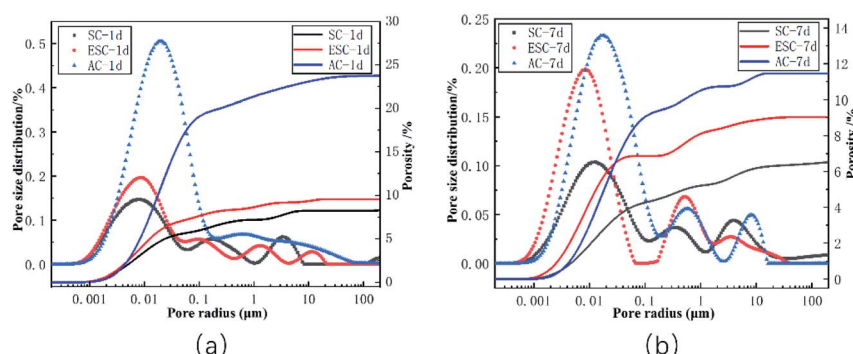 SC-1d
ESC-1d
AC-1d
SC-1d
ESC-1d
AC-1d
Pore size distribution/%
0.5
0.4
0.3
0.2
0.1
0.0
Porosity /%
30
25
20
15
10
5
0
0.001 0.01 0.1 1 10 100
Pore radius (μm)
(a)
SC-7d
ESC-7d
AC-7d
SC-7d
ESC-7d
AC-7d
Pore size distribution/%
0.25
0.20
0.15
0.10
0.05
0.00
Porosity /%
14
12
10
8
6
4
2
0
0.001 0.01 0.1 1 10 100
Pore radius (μm)
(b)